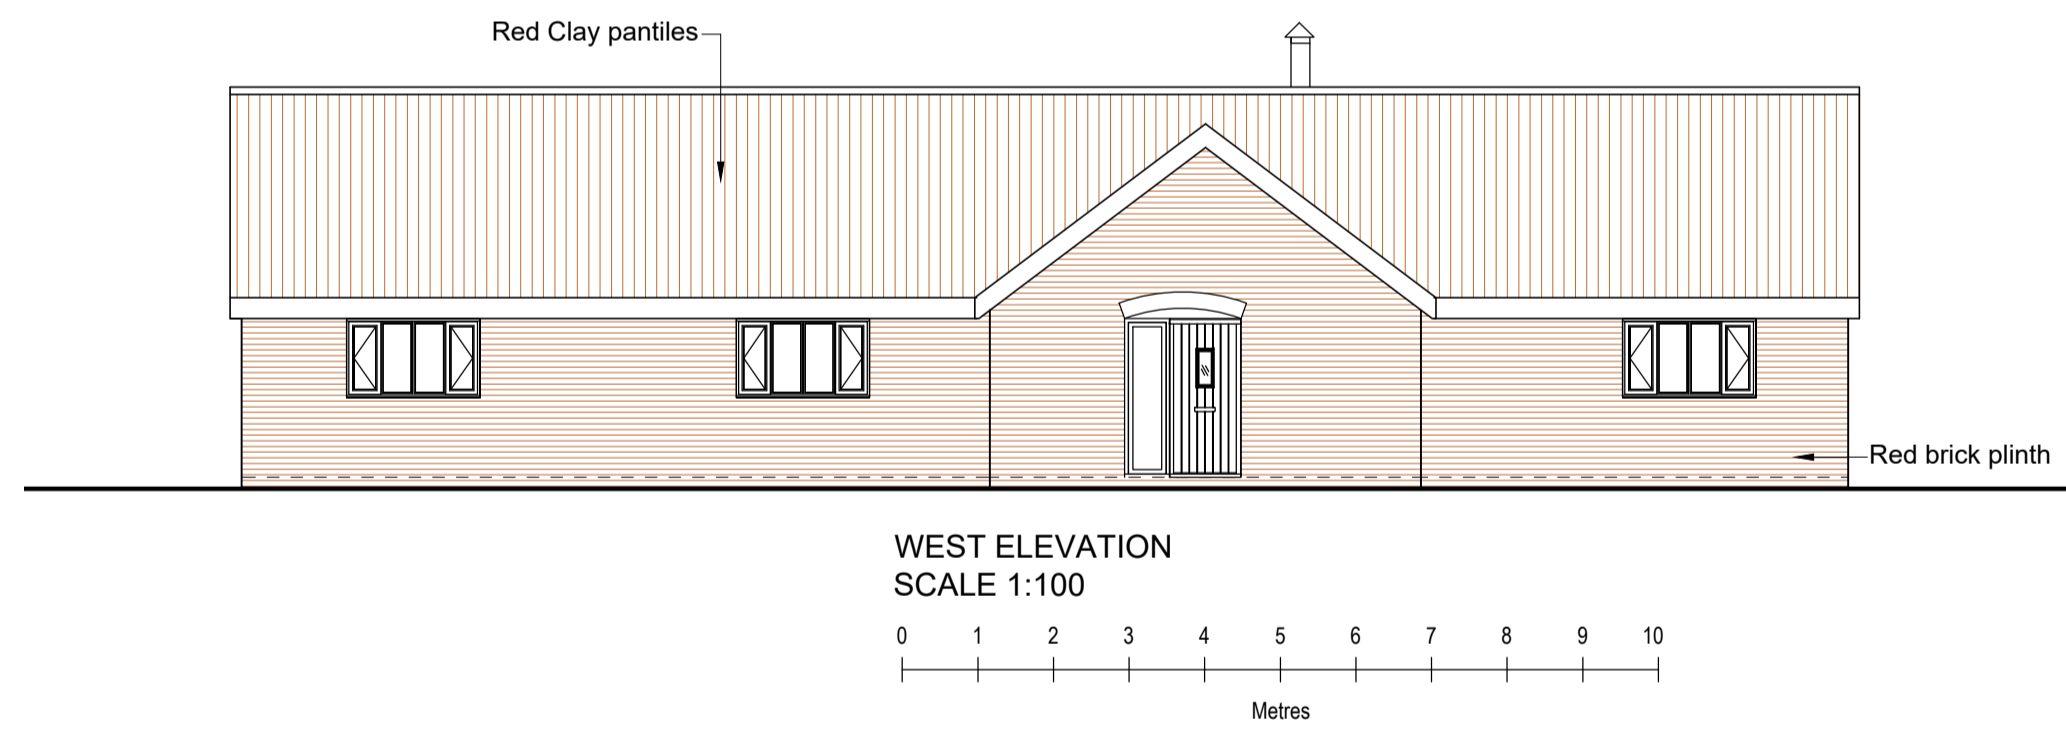 Red Clay pantiles
Red brick plinth
WEST ELEVATION
SCALE 1:100
0 1 2 3 4 5 6 7 8 9 10
Metres